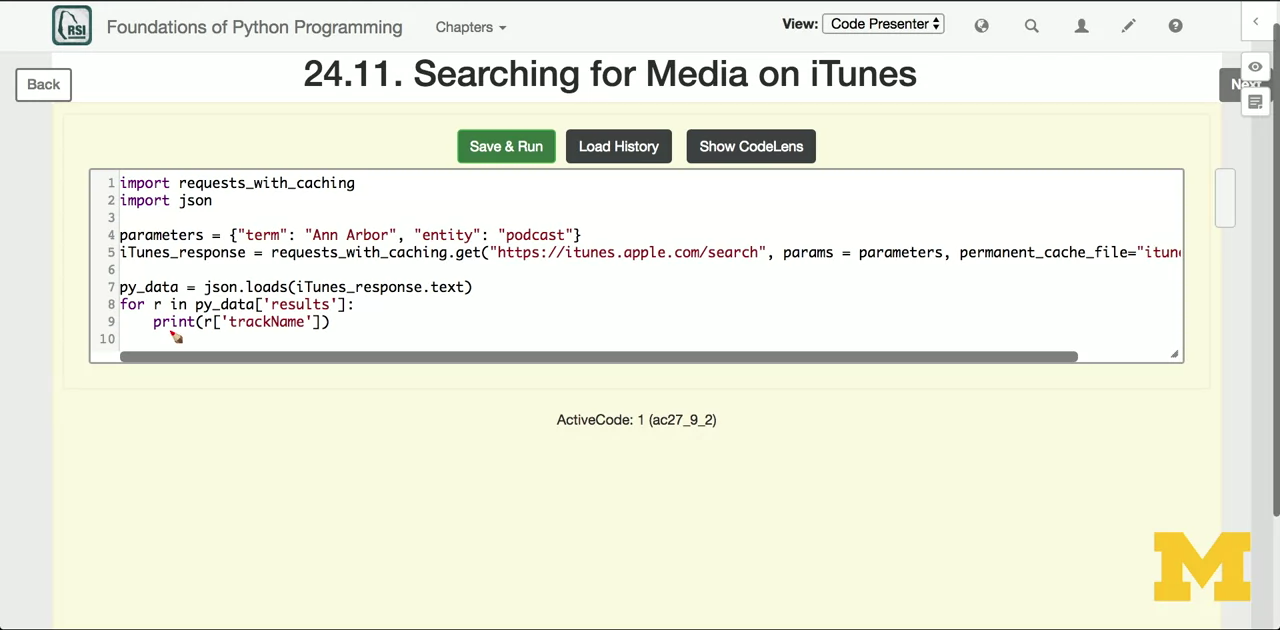 RSI Foundations of Python Programming Chapters View: Code Presenter
Back
24.11. Searching for Media on iTunes
Next
Save & Run Load History Show CodeLens
1 import requests_with_caching
2 import json
3
4 parameters = {"term": "Ann Arbor", "entity": "podcast"}
5 iTunes_response = requests_with_caching.get("https://itunes.apple.com/search", params = parameters, permanent_cache_file="itun
6
7 py_data = json.loads(iTunes_response.text)
8 for r in py_data['results']:
9 print(r['trackName'])
10
ActiveCode: 1 (ac27_9_2)
M